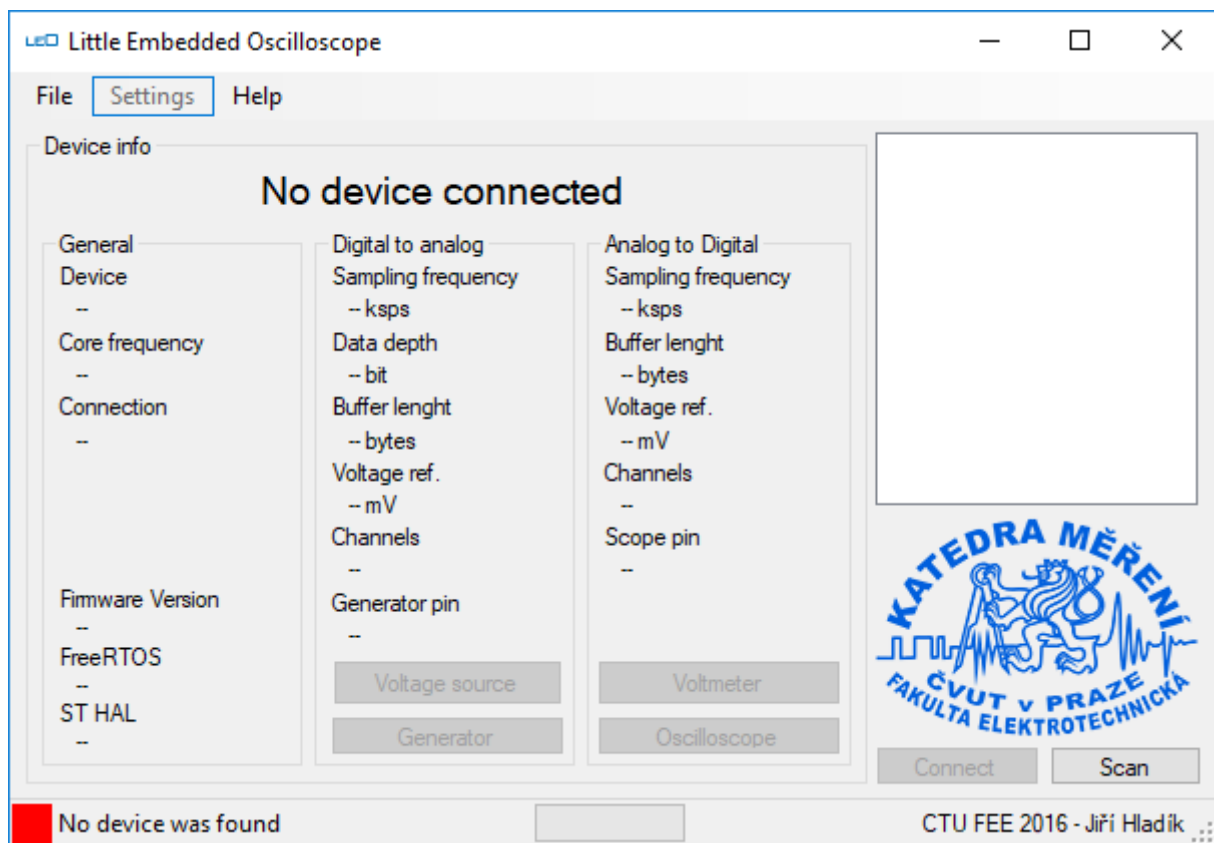 LEO Little Embedded Oscilloscope
File Settings Help
Device info
No device connected
General
Device
--
Core frequency
--
Connection
--
Firmware Version
--
FreeRTOS
--
ST HAL
--
Digital to analog
Sampling frequency
-- ksps
Data depth
-- bit
Buffer lenght
-- bytes
Voltage ref.
-- mV
Channels
--
Generator pin
--
Voltage source
Generator
Analog to Digital
Sampling frequency
-- ksps
Buffer lenght
-- bytes
Voltage ref.
-- mV
Channels
--
Scope pin
--
Voltmeter
Oscilloscope
KATEDRA MĚŘENÍ
ČVUT v PRAZE
FAKULTA ELEKTROTECHNICKÁ
Connect Scan
No device was found
CTU FEE 2016 - Jiří Hladík